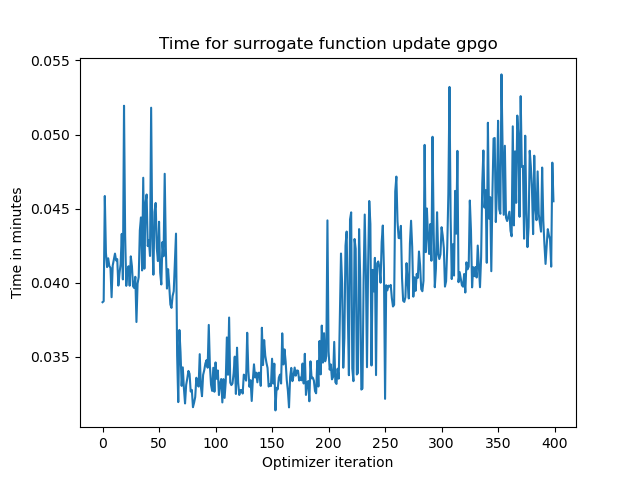 Time for surrogate function update gpgo
0.055
0.050
0.045
0.040
0.035
Time in minutes
0 50 100 150 200 250 300 350 400
Optimizer iteration